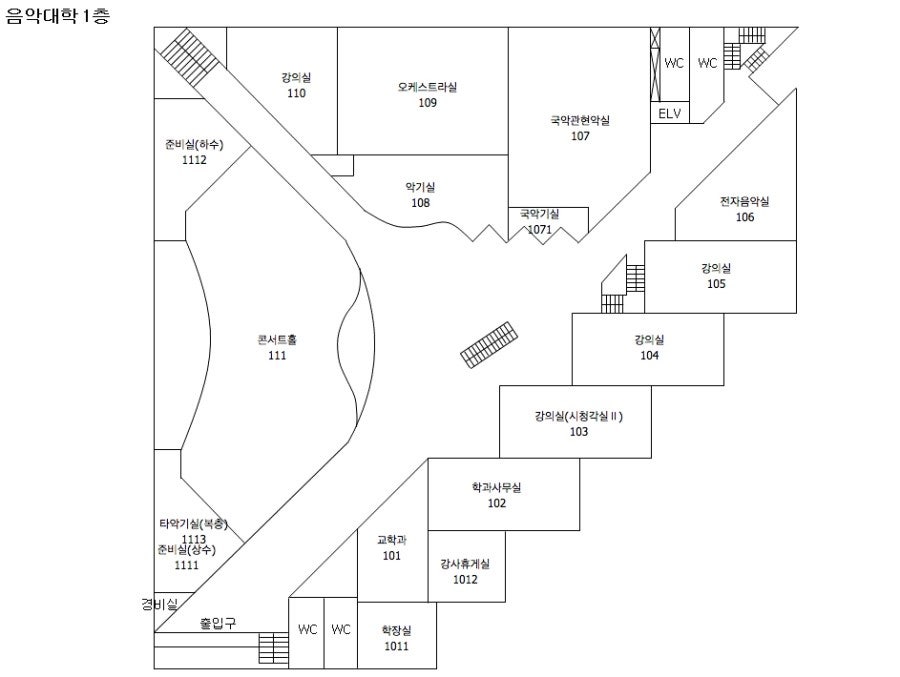 음악대학 1층
강의실
110
오케스트라실
109
국악관현악실
107
WC
WC
ELV
준비실(하수)
1112
악기실
108
국악기실
1071
전자음악실
106
강의실
105
콘서트홀
111
강의실
104
강의실(시청각실Ⅱ)
103
학과사무실
102
타악기실(복층)
1113
준비실(상수)
1111
교학과
101
강사휴게실
1012
경비실
출입구
WC
WC
학장실
1011